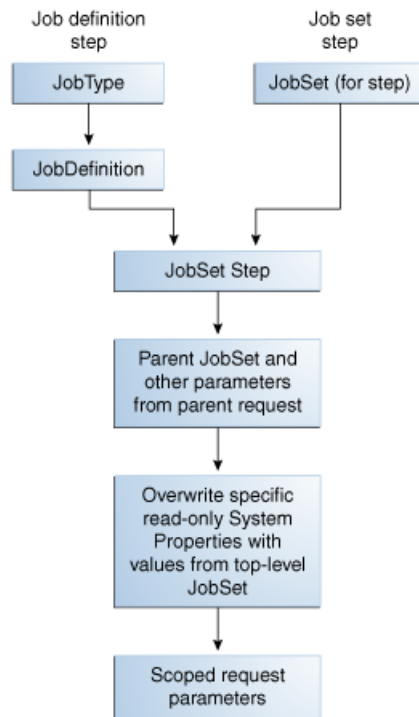 Job definition
step
Job set
step
JobType
JobSet (for step)
JobDefinition
JobSet Step
Parent JobSet and
other parameters
from parent request
Overwrite specific
read-only System
Properties with
values from top-level
JobSet
Scoped request
parameters